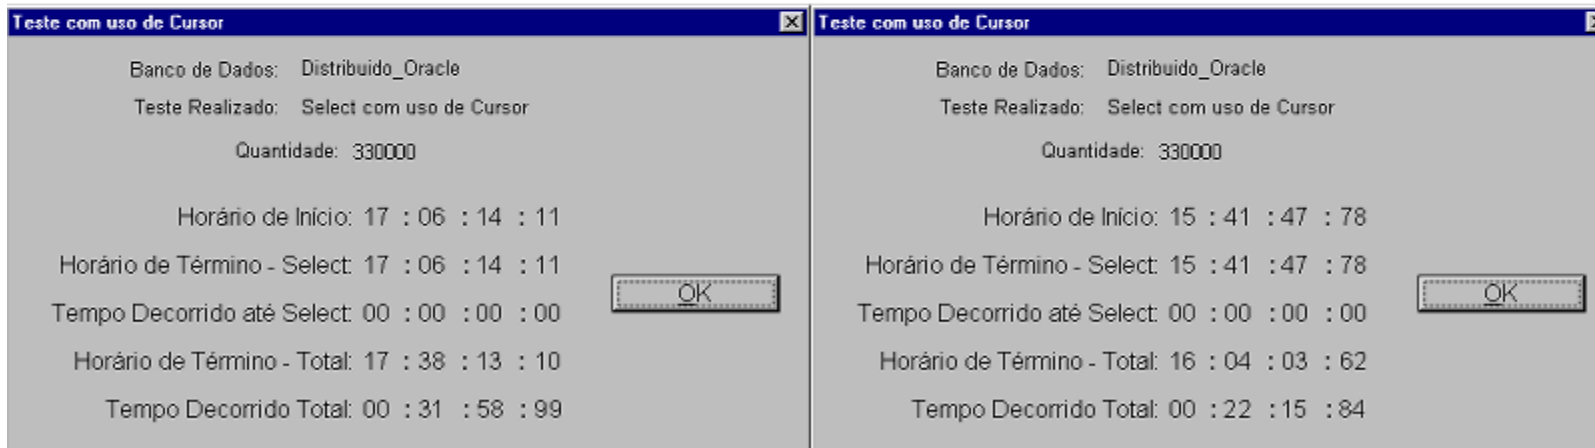 Teste com uso de Cursor
Banco de Dados: Distribuido_Oracle
Teste Realizado: Select com uso de Cursor
Quantidade: 330000
Horário de Início: 17 : 06 : 14 : 11
Horário de Término - Select: 17 : 06 : 14 : 11
Tempo Decorrido até Select: 00 : 00 : 00 : 00
Horário de Término - Total: 17 : 38 : 13 : 10
Tempo Decorrido Total: 00 : 31 : 58 : 99
OK
Teste com uso de Cursor
Banco de Dados: Distribuido_Oracle
Teste Realizado: Select com uso de Cursor
Quantidade: 330000
Horário de Início: 15 : 41 : 47 : 78
Horário de Término - Select: 15 : 41 : 47 : 78
Tempo Decorrido até Select: 00 : 00 : 00 : 00
Horário de Término - Total: 16 : 04 : 03 : 62
Tempo Decorrido Total: 00 : 22 : 15 : 84
OK